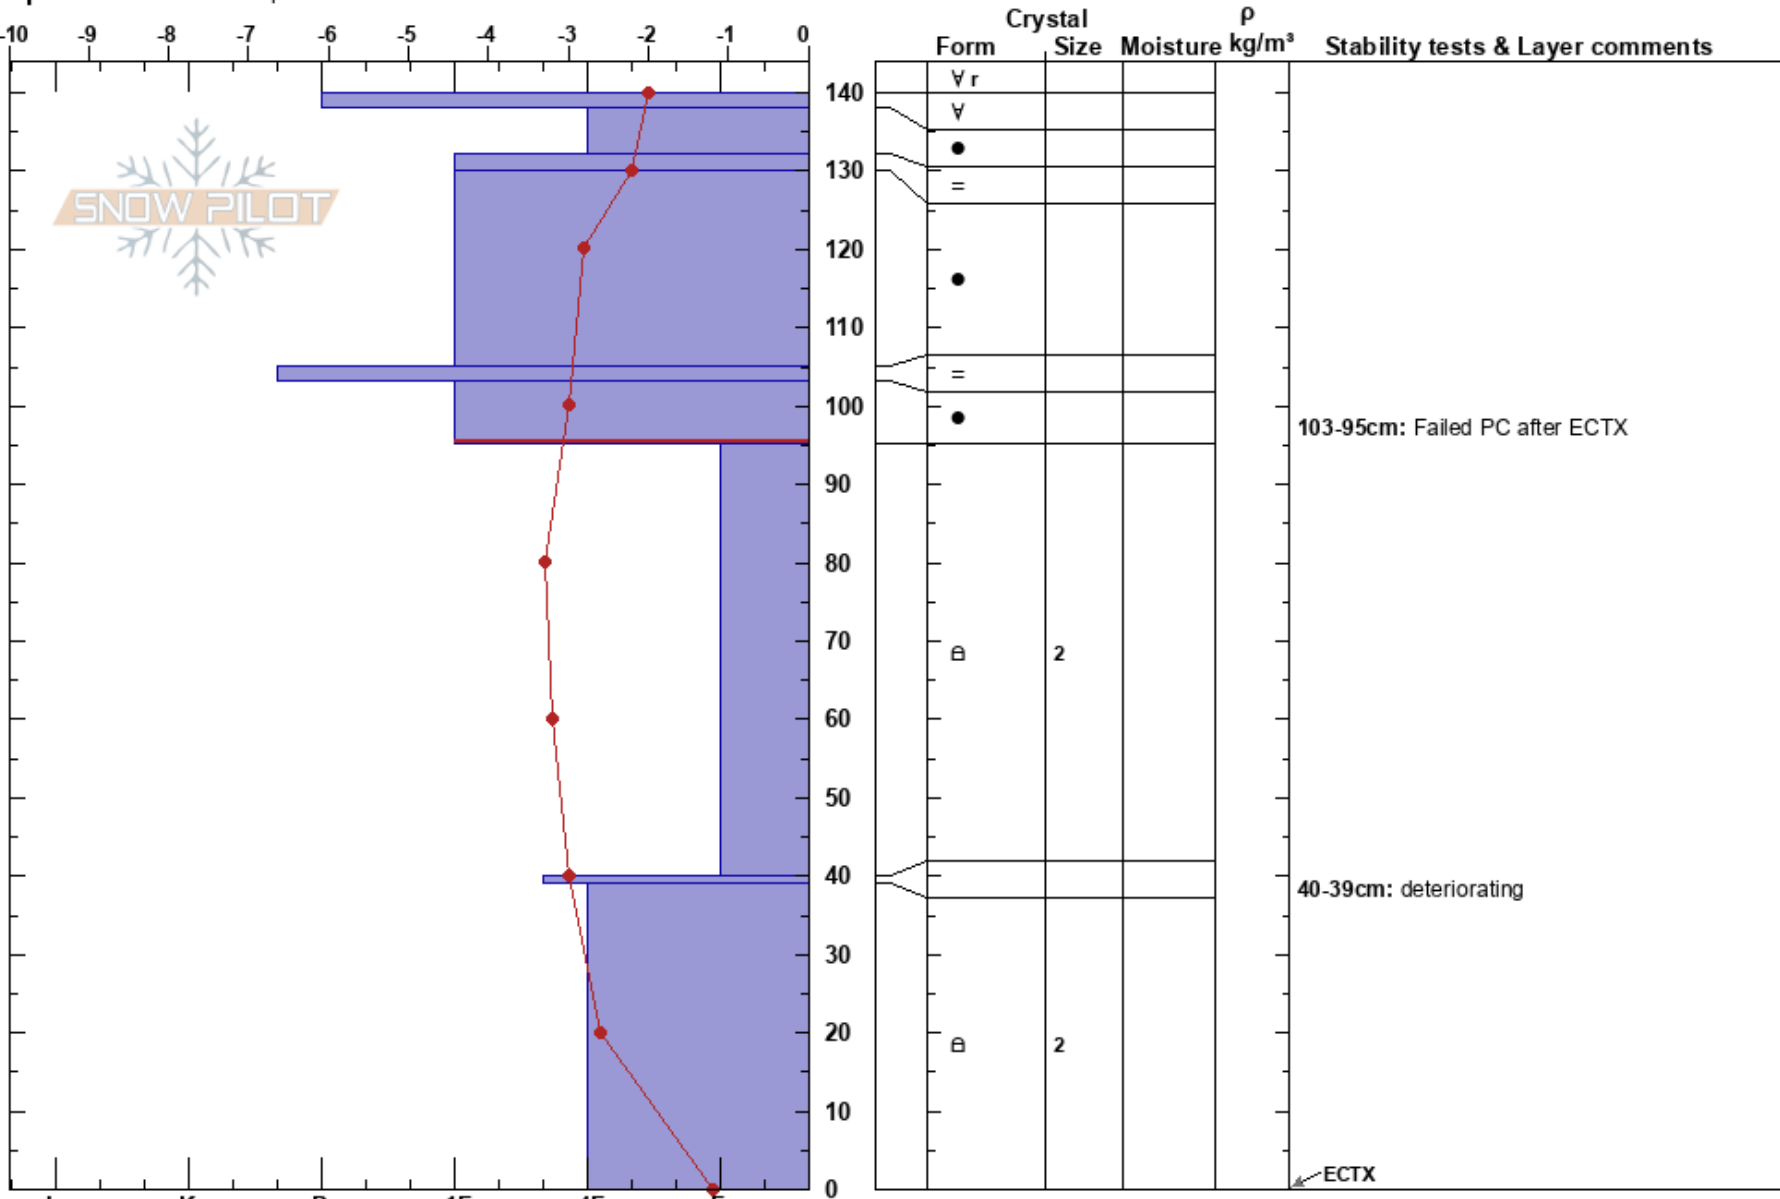 -10 -9 -8 -7 -6 -5 -4 -3 -2 -1 0
Crystal
ρ
Form Size Moisture kg/m³ Stability tests & Layer comments
r
140
130
SNOW PILOT
=
120
110
=
100
103-95cm: Failed PC after ECTX
90
80
70
2
60
50
40
40-39cm: deteriorating
30
20
2
10
ECTX
0